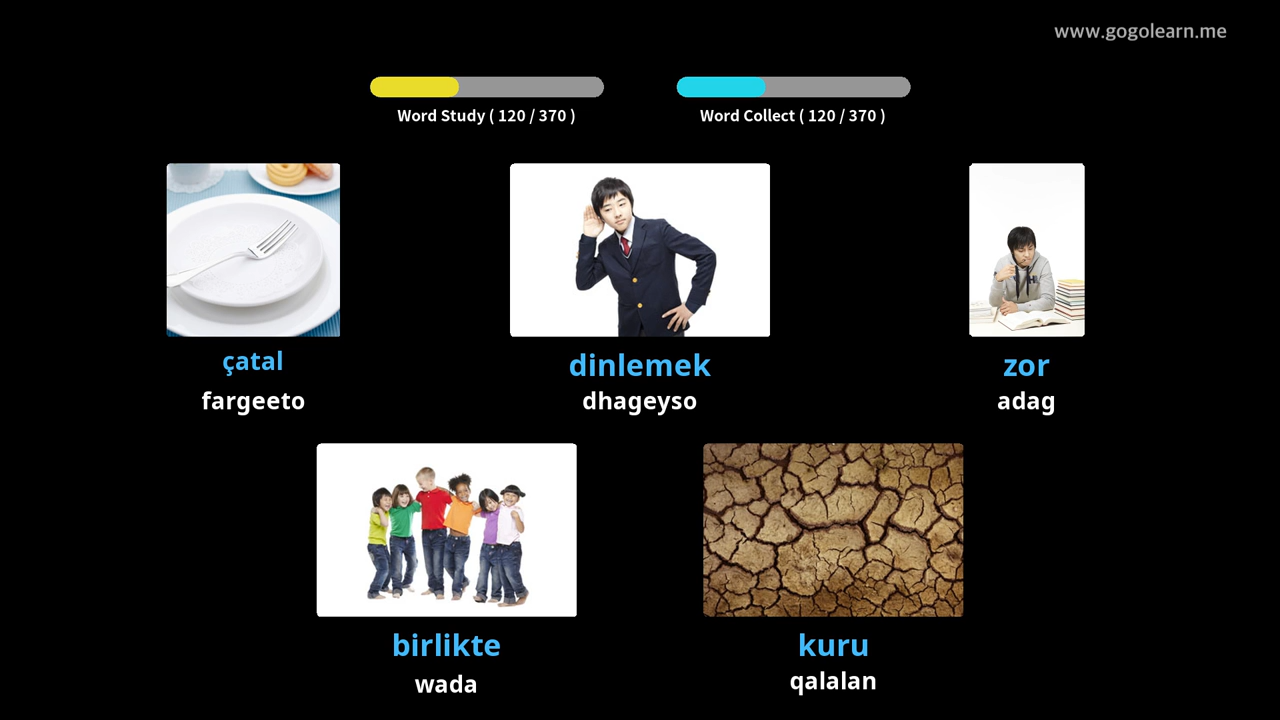 www.gogolearn.me
Word Study ( 120 / 370 )
Word Collect ( 120 / 370 )
çatal
fargeeto
dinlemek
dhageyso
zor
adag
birlikte
wada
kuru
qalalan